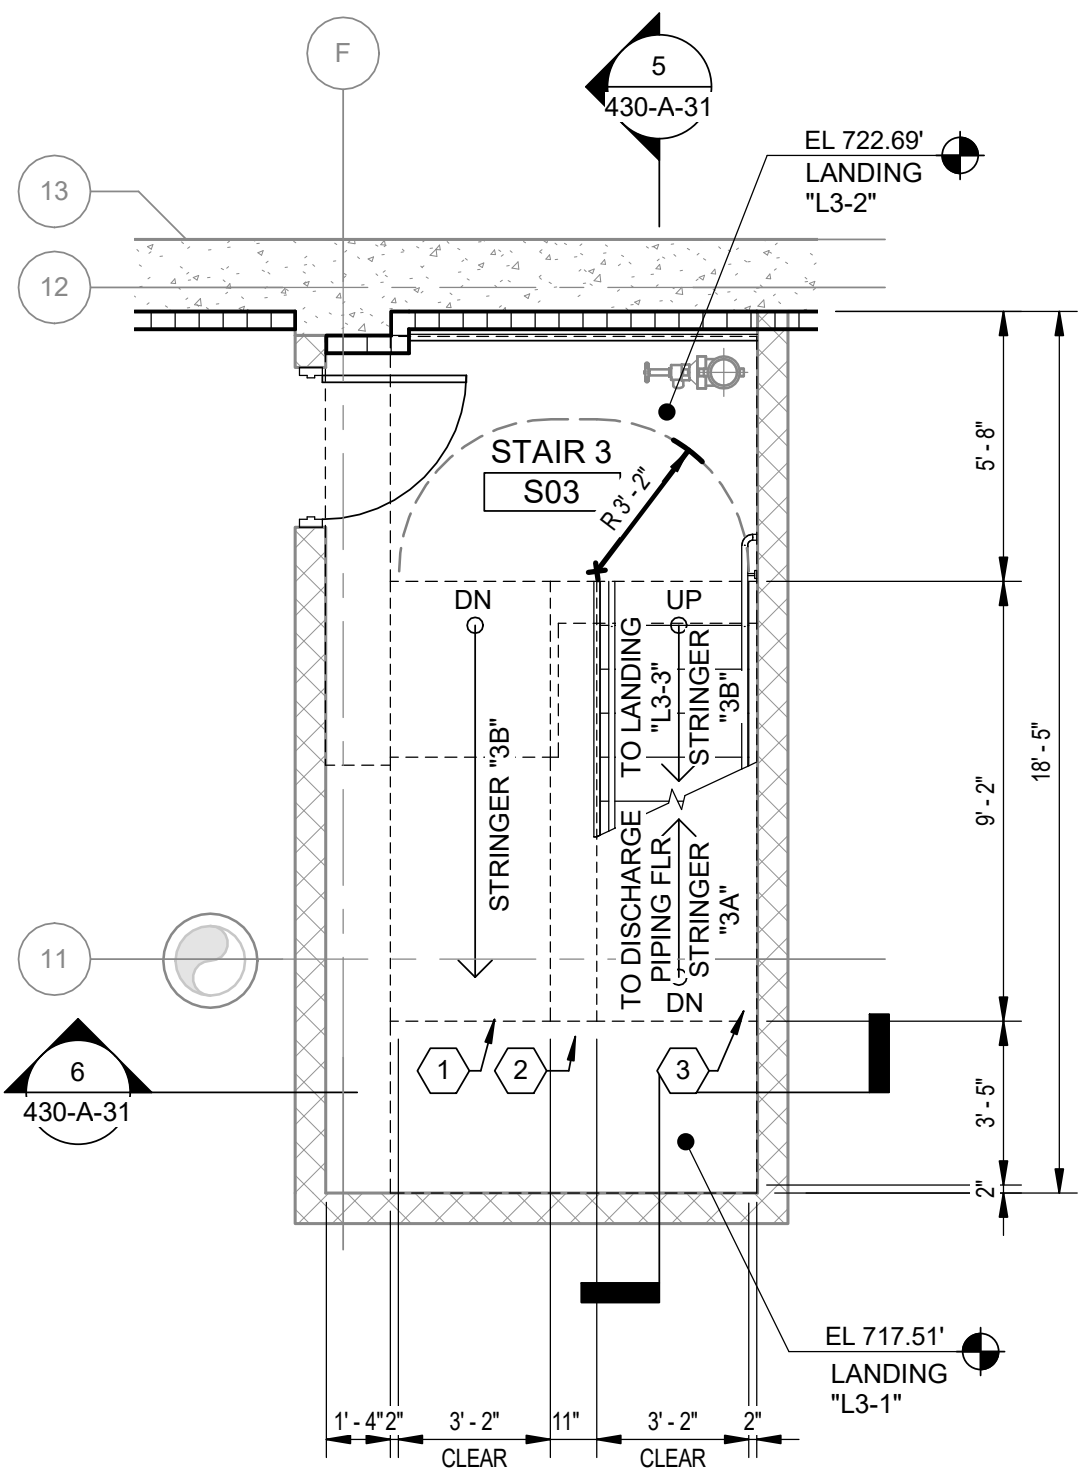 F
5
430-A-31
EL 722.69'
LANDING
"L3-2"
13
12
STAIR 3
S03
R 3' - 2"
5' - 8"
DN
UP
TO LANDING
"L3-3"
STRINGER
"3B"
STRINGER "3B"
9' - 2"
18' - 5"
TO DISCHARGE
PIPING FLR
STRINGER
"3A"
11
DN
1
2
3
6
430-A-31
3' - 5"
2"
EL 717.51'
LANDING
"L3-1"
1' - 4" 2" 3' - 2" 11" 3' - 2" 2"
CLEAR CLEAR